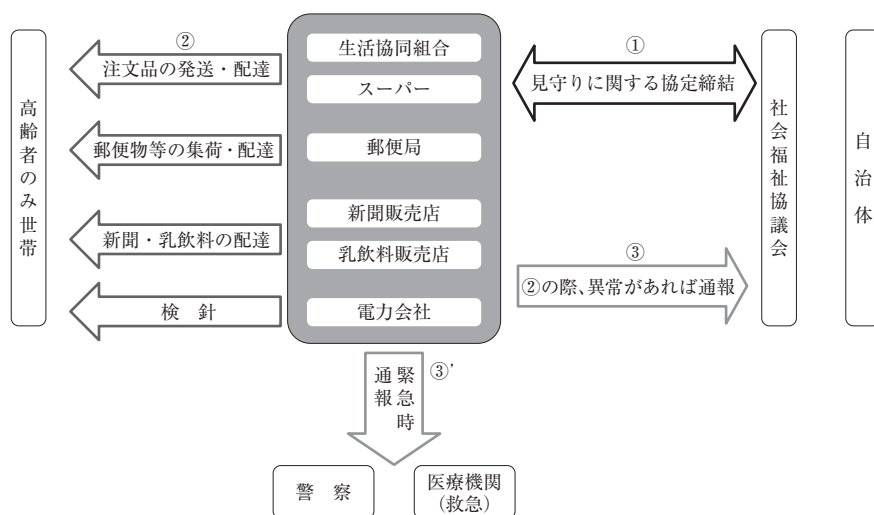 高齢者のみ世帯
②
注文品の発送・配達
郵便物等の集荷・配達
新聞・乳飲料の配達
検 針
生活協同組合
スーパー
郵便局
新聞販売店
乳飲料販売店
電力会社
①
見守りに関する協定締結
③
②の際、異常があれば通報
社会福祉協議会
自治体
緊急時
通報
③’
警 察
医療機関
(救急)